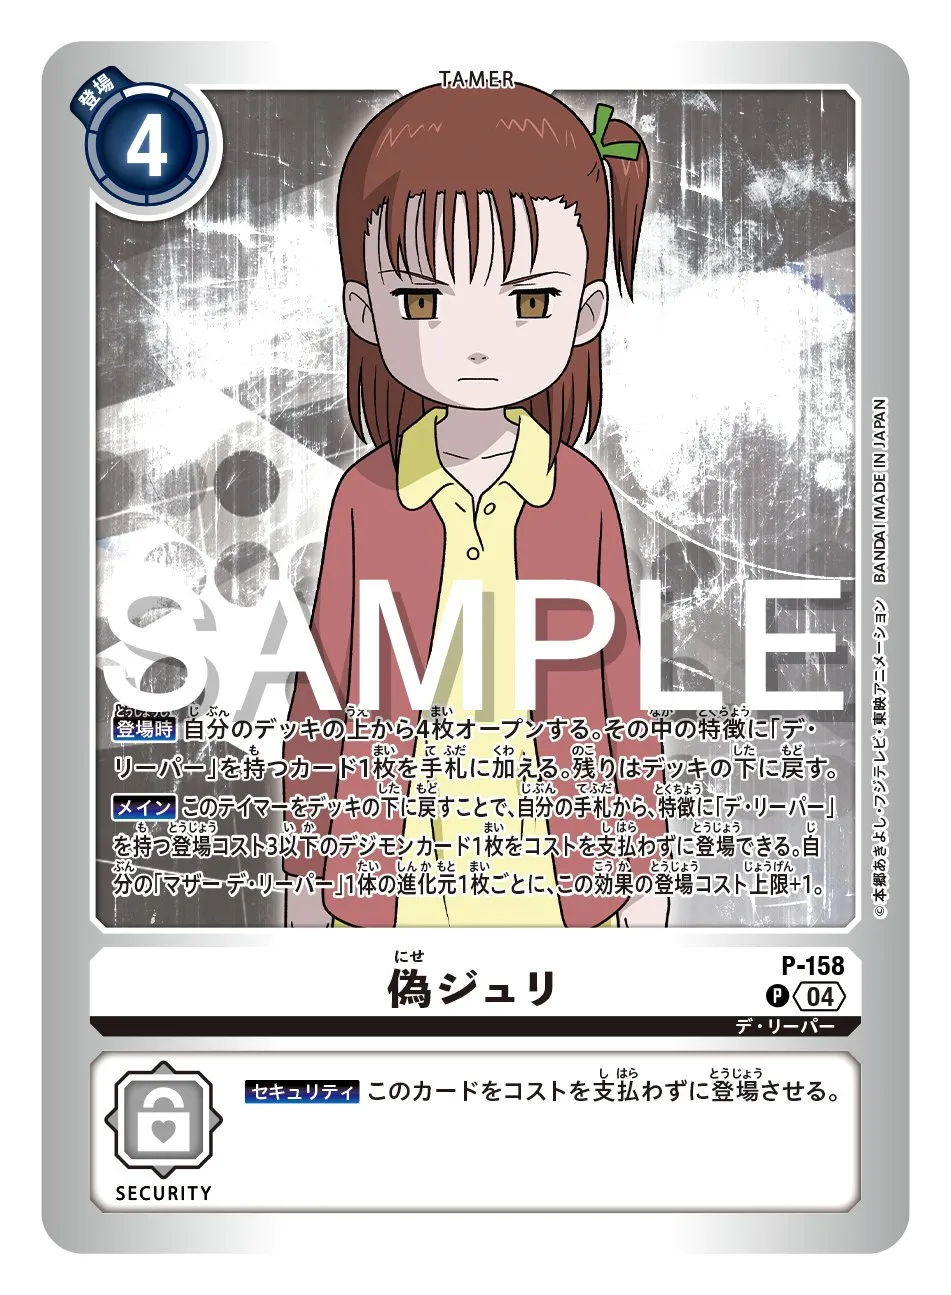 TAMER
登場
4
SAMPLE
登場時 自分のデッキの上から4枚オープンする。その中の特徴に「デ・
リーパー」を持つカード1枚を手札に加える。残りはデッキの下に戻す。
メイン このテイマーをデッキの下に戻すことで、自分の手札から、特徴に「デ・リーパー」
を持つ登場コスト3以下のデジモンカード1枚をコストを支払わずに登場できる。自
分の「マザー デ・リーパー」1体の進化元1枚ごとに、この効果の登場コスト上限+1。
©本郷あきよし・フジテレビ・東映アニメーション BANDAI MADE IN JAPAN
にせ
偽ジュリ
P-158
P 04
デ・リーパー
セキュリティ このカードをコストを支払わずに登場させる。
SECURITY